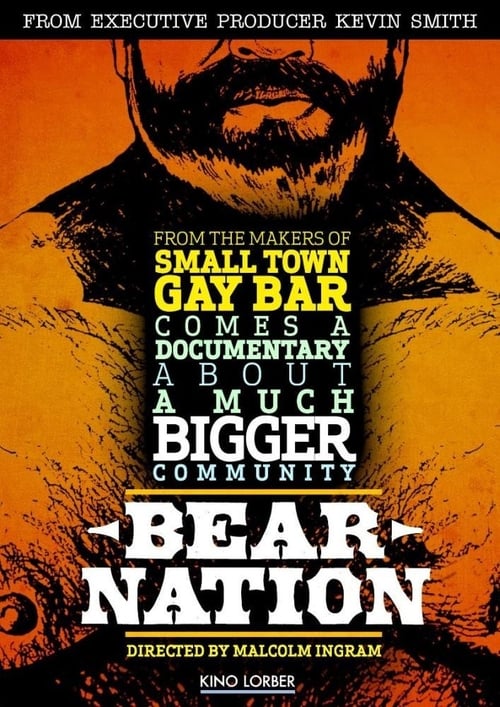 FROM EXECUTIVE PRODUCER KEVIN SMITH
FROM THE MAKERS OF
SMALL TOWN
GAY BAR
COMES A
DOCUMENTARY
ABOUT
A MUCH
BIGGER
COMMUNITY
BEAR
NATION
DIRECTED BY MALCOLM INGRAM
KINO LORBER